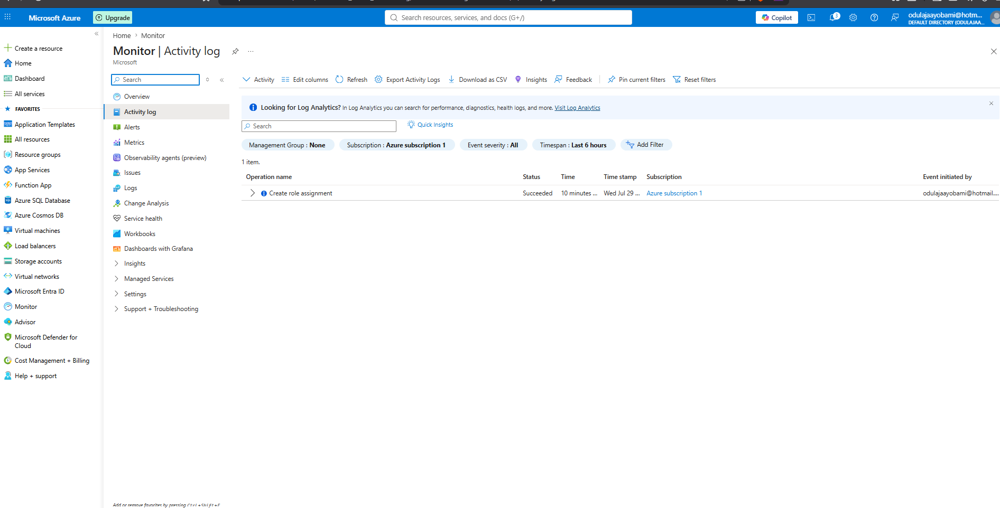 Microsoft Azure
Upgrade
Search resources, services, and docs (G+/)
Copilot
3
odulajaayobami@hotm...
DEFAULT DIRECTORY (ODULAJAA...
Create a resource
Home
Dashboard
All services
FAVORITES
Application Templates
All resources
Resource groups
App Services
Function App
Azure SQL Database
Azure Cosmos DB
Virtual machines
Load balancers
Storage accounts
Virtual networks
Microsoft Entra ID
Monitor
Advisor
Microsoft Defender for
Cloud
Cost Management + Billing
Help + support
Home > Monitor
Monitor | Activity log
Microsoft
Search
Overview
Activity log
Alerts
Metrics
Observability agents (preview)
Issues
Logs
Change Analysis
Service health
Workbooks
Dashboards with Grafana
Insights
Managed Services
Settings
Support + Troubleshooting
Add or remove favorites by pressing Ctrl+Shift+F
Activity Edit columns Refresh Export Activity Logs Download as CSV Insights Feedback Pin current filters Reset filters
Looking for Log Analytics? In Log Analytics you can search for performance, diagnostics, health logs, and more. Visit Log Analytics
Search Quick Insights
Management Group : None Subscription : Azure subscription 1 Event severity : All Timespan : Last 6 hours Add Filter
1 item.
Operation name Status Time Time stamp Subscription Event initiated by
Create role assignment Succeeded 10 minutes ... Wed Jul 29 ... Azure subscription 1 odulajaayobami@hotmail....